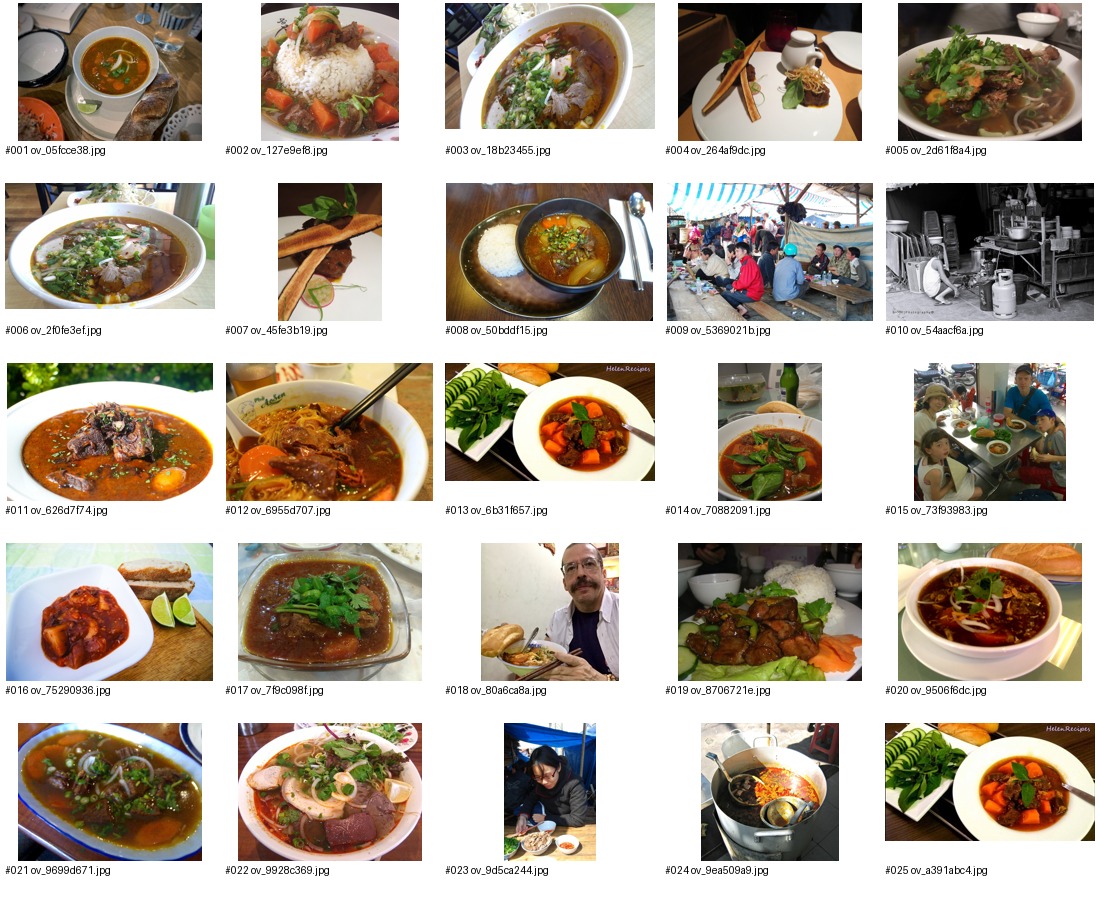 #001 ov_05fcce38.jpg
#002 ov_127e9ef8.jpg
#003 ov_18b23455.jpg
#004 ov_264af9dc.jpg
#005 ov_2d61f8a4.jpg
#006 ov_2f0fe3ef.jpg
#007 ov_45fe3b19.jpg
#008 ov_50bddf15.jpg
#009 ov_5369021b.jpg
#010 ov_54aacf6a.jpg
HelenRecipes
#011 ov_626d7f74.jpg
#012 ov_6955d707.jpg
#013 ov_6b31f657.jpg
#014 ov_70882091.jpg
#015 ov_73f93983.jpg
#016 ov_75290936.jpg
#017 ov_7f9c098f.jpg
#018 ov_80a6ca8a.jpg
#019 ov_8706721e.jpg
#020 ov_9506f6dc.jpg
HelenRecipes
#021 ov_9699d671.jpg
#022 ov_9928c369.jpg
#023 ov_9d5ca244.jpg
#024 ov_9ea509a9.jpg
#025 ov_a391abc4.jpg